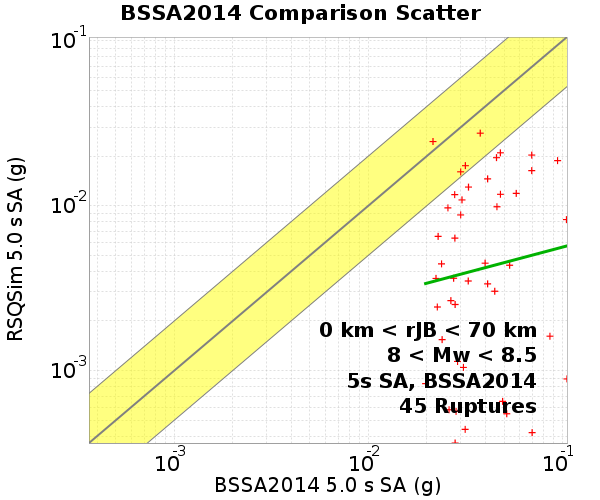 BSSA2014 Comparison Scatter
RSQSim 5.0 s SA (g)
10-1
10-2
10-3
0 km < rJB < 70 km
8 < Mw < 8.5
5s SA, BSSA2014
45 Ruptures
10-3
10-2
10-1
BSSA2014 5.0 s SA (g)